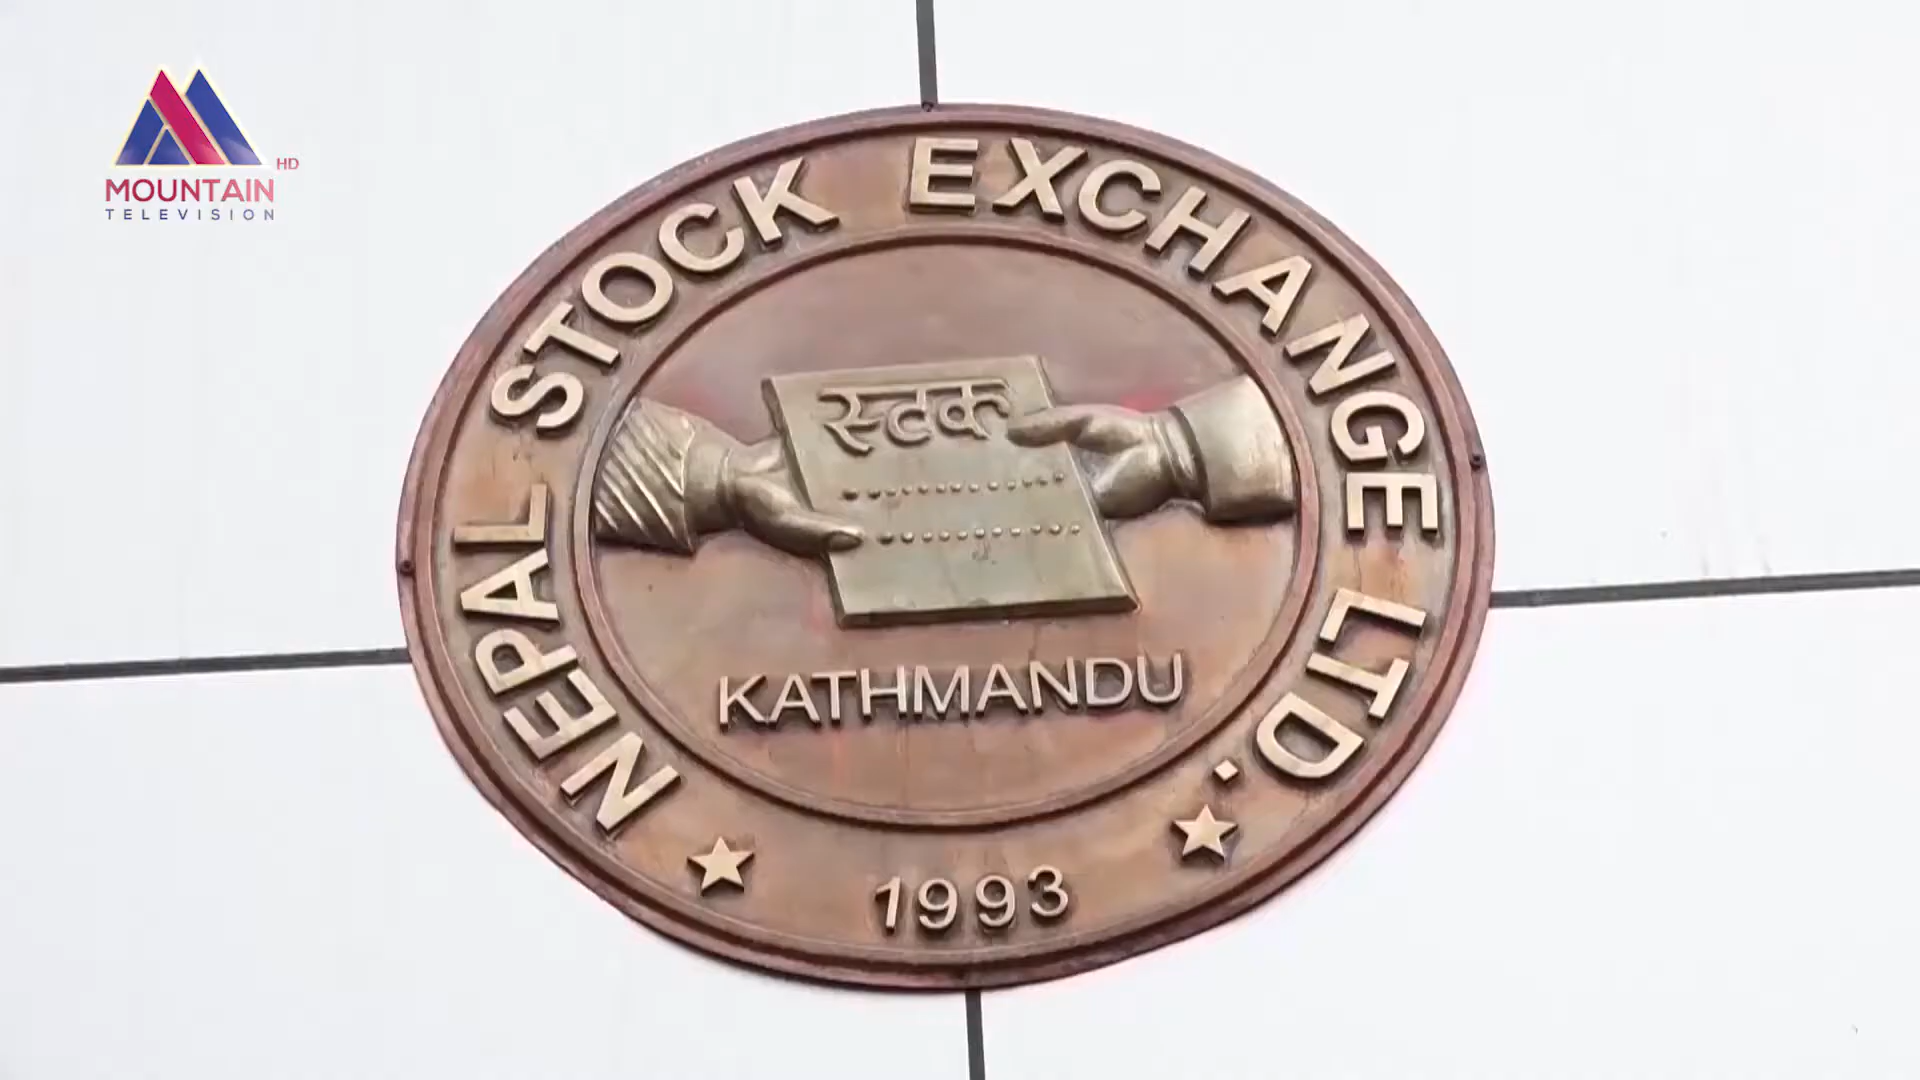 MOUNTAIN HD
TELEVISION
NEPAL STOCK EXCHANGE LTD.
स्टक
KATHMANDU
1993